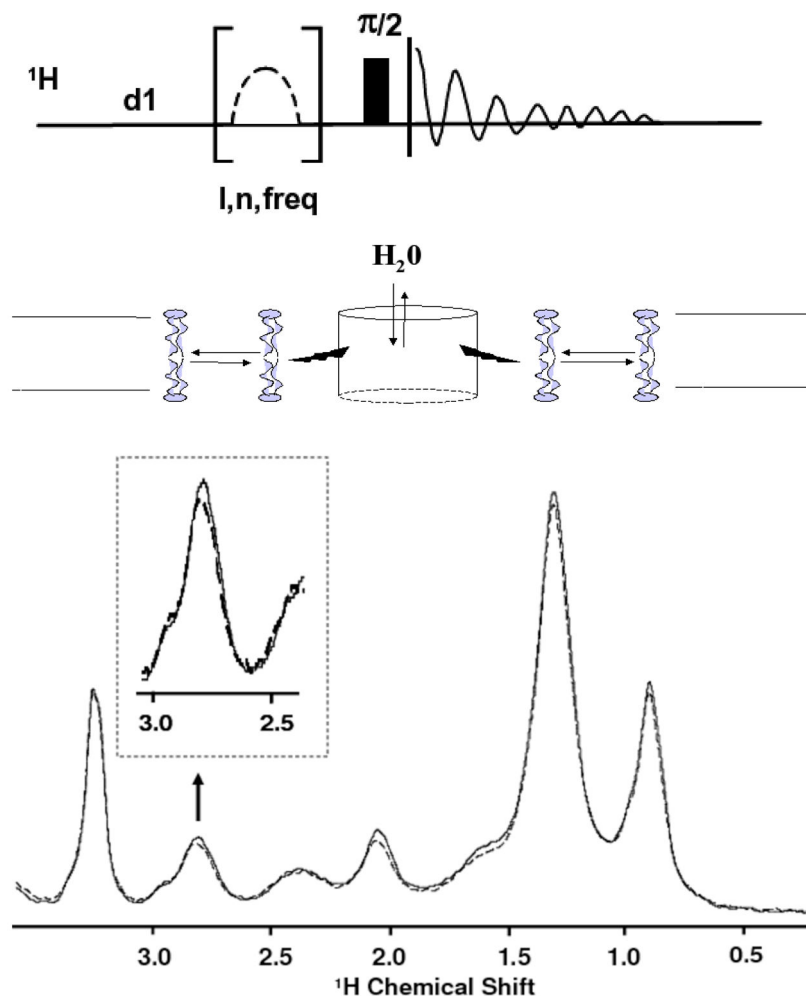 π/2
¹H
d1
I,n,freq
H₂0
3.0 2.5
3.0 2.5 2.0 1.5 1.0 0.5
¹H Chemical Shift